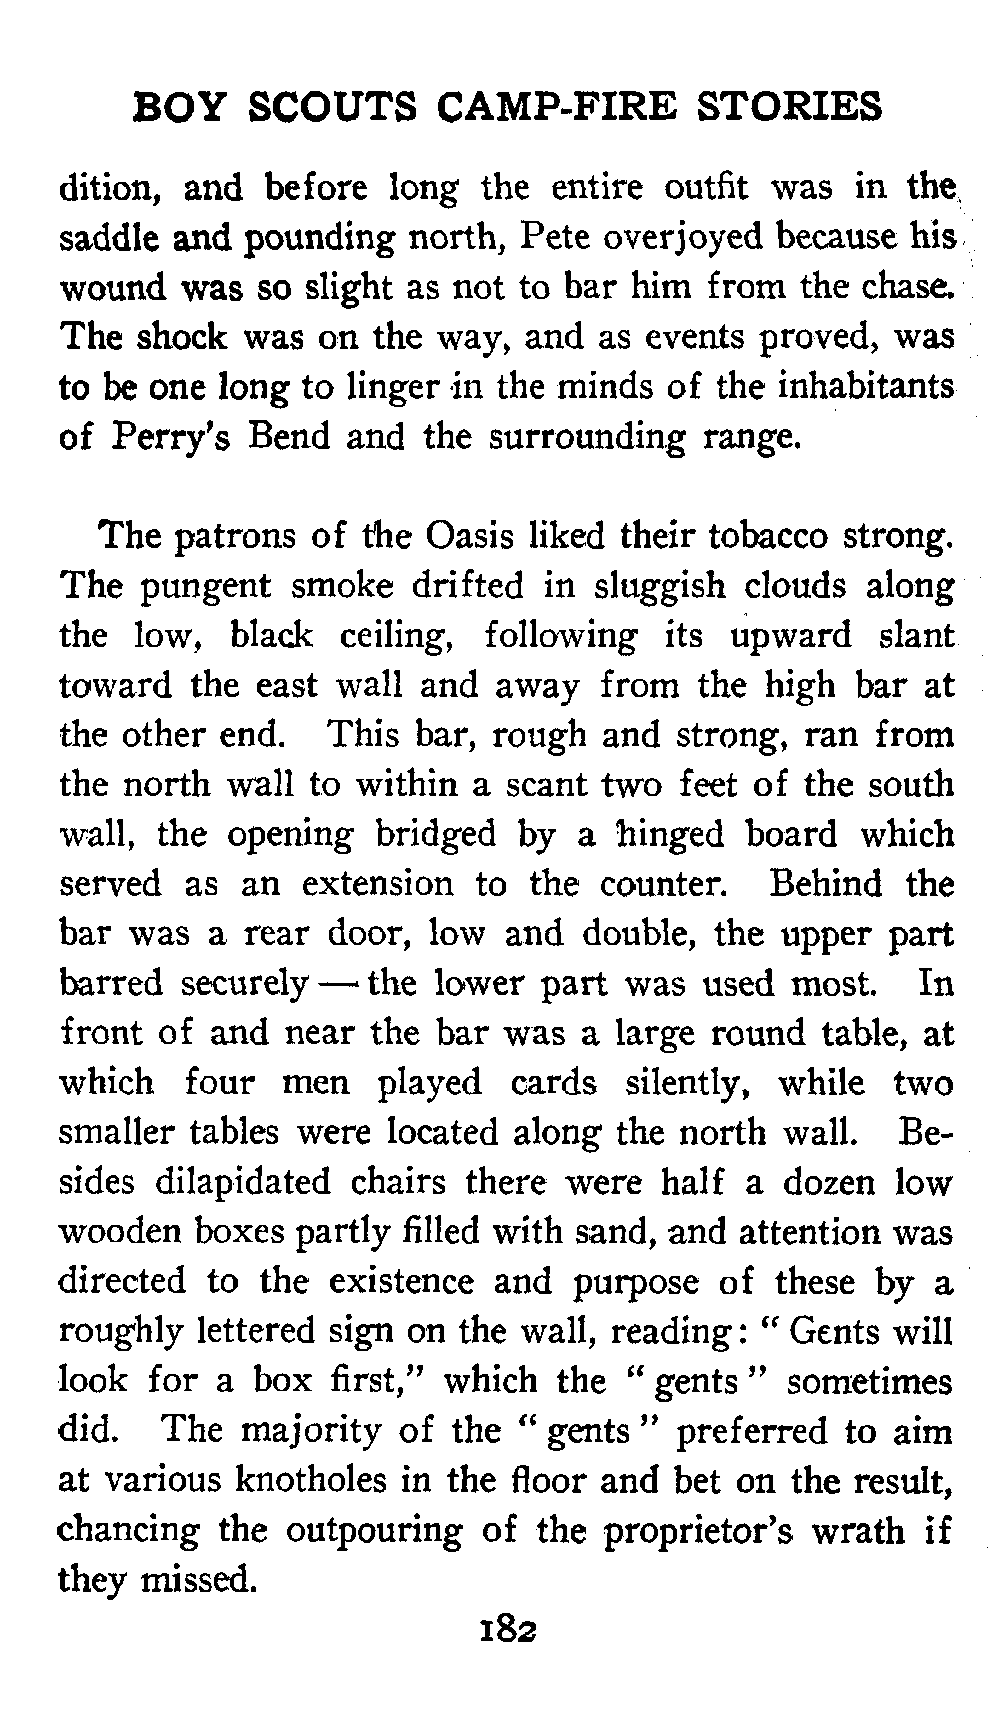 BOY SCOUTS CAMP-FIRE STORIES
dition, and before long the entire outfit was in the
saddle and pounding north, Pete overjoyed because his
wound was so slight as not to bar him from the chase.
The shock was on the way, and as events proved, was
to be one long to linger in the minds of the inhabitants
of Perry's Bend and the surrounding range.
The patrons of the Oasis liked their tobacco strong.
The pungent smoke drifted in sluggish clouds along
the low, black ceiling, following its upward slant
toward the east wall and away from the high bar at
the other end. This bar, rough and strong, ran from
the north wall to within a scant two feet of the south
wall, the opening bridged by a hinged board which
served as an extension to the counter. Behind the
bar was a rear door, low and double, the upper part
barred securely — the lower part was used most. In
front of and near the bar was a large round table, at
which four men played cards silently, while two
smaller tables were located along the north wall. Be-
sides dilapidated chairs there were half a dozen low
wooden boxes partly filled with sand, and attention was
directed to the existence and purpose of these by a
roughly lettered sign on the wall, reading: " Gents will
look for a box first," which the " gents " sometimes
did. The majority of the " gents " preferred to aim
at various knotholes in the floor and bet on the result,
chancing the outpouring of the proprietor's wrath if
they missed.
182